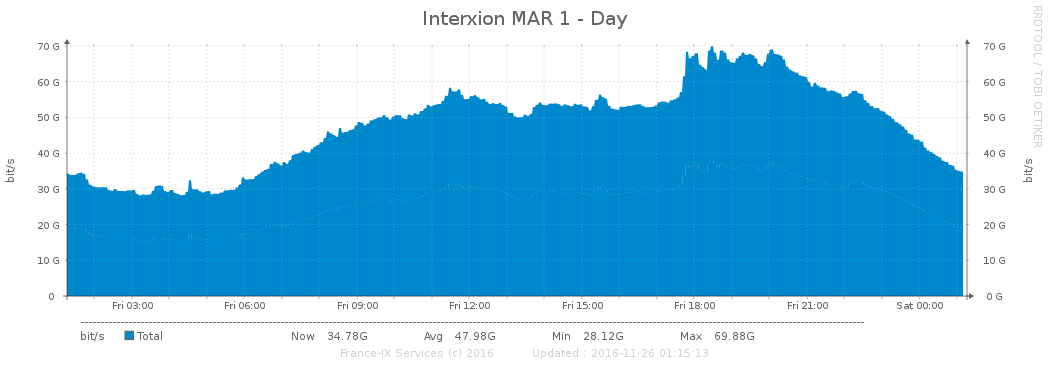 Interxion MAR 1 - Day
RRDTOOL / TOBI OETIKER
bit/s
bit/s
70 G 70 G
60 G 60 G
50 G 50 G
40 G 40 G
30 G 30 G
20 G 20 G
10 G 10 G
0 0 G
Fri 03:00 Fri 06:00 Fri 09:00 Fri 12:00 Fri 15:00 Fri 18:00 Fri 21:00 Sat 00:00
bit/s Total Now 34.78G Avg 47.98G Min 28.12G Max 69.88G
France-IX Services (c) 2016 Updated : 2016-11-26 01:15:13